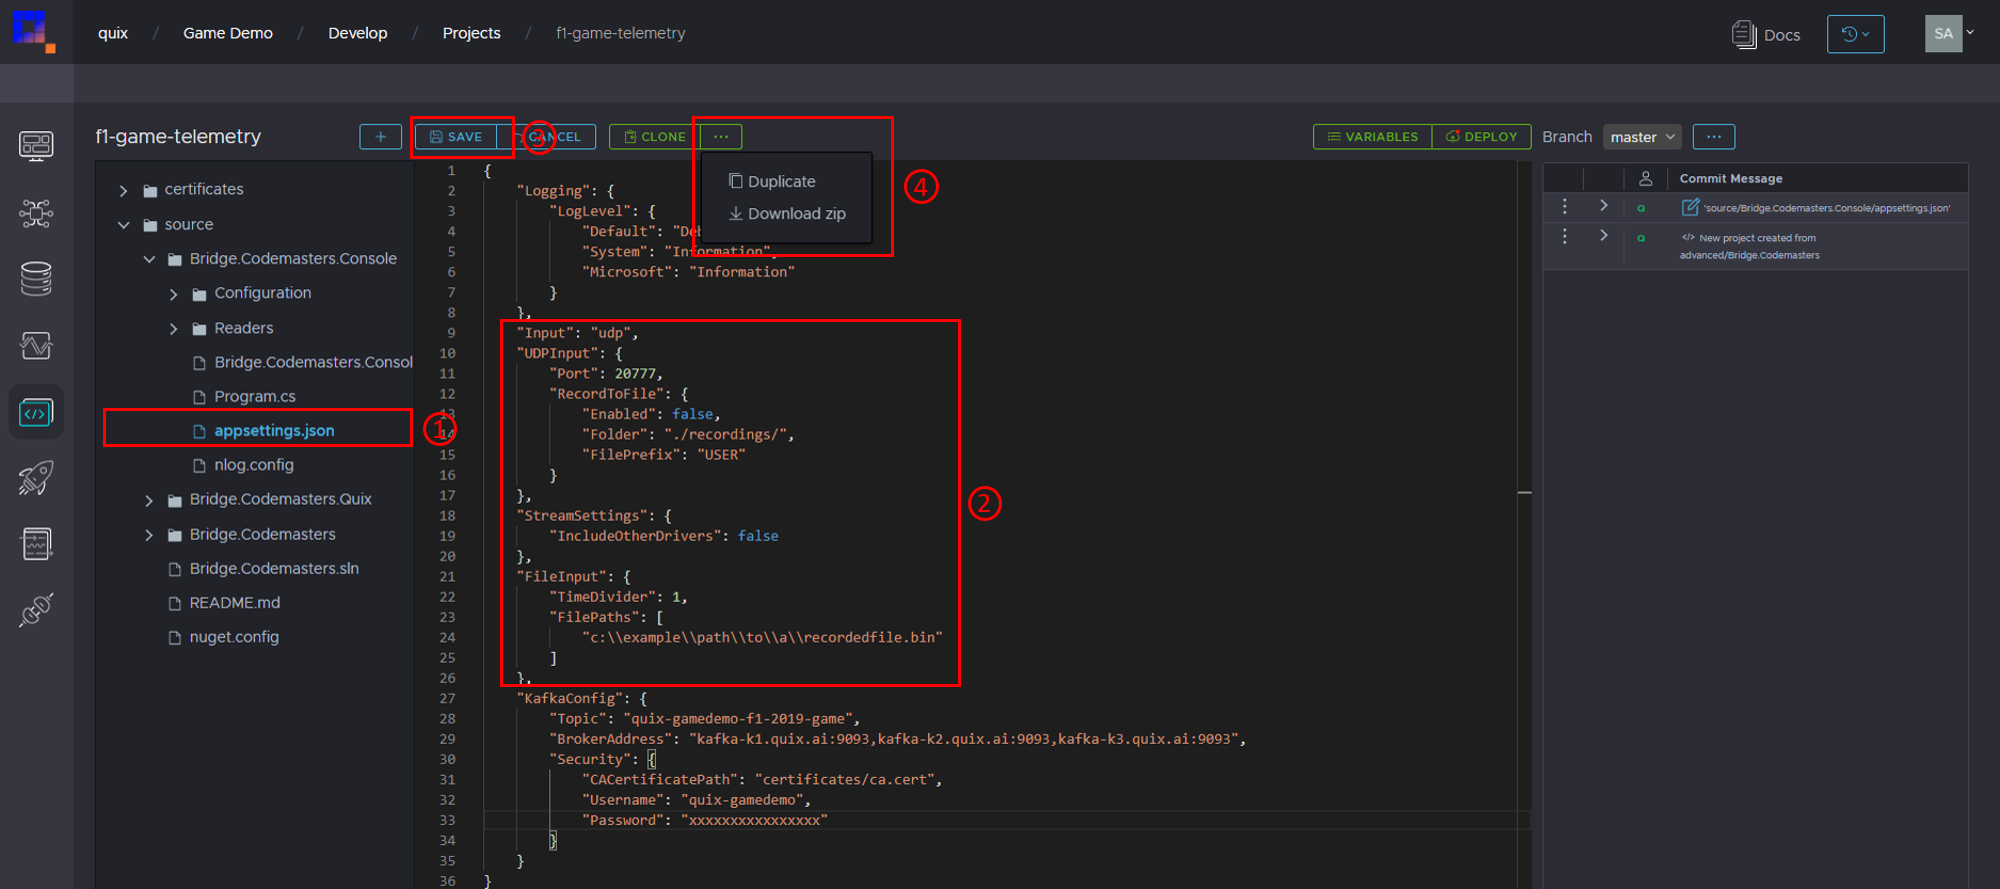 quix / Game Demo / Develop / Projects / f1-game-telemetry
Docs
SA
f1-game-telemetry
+
SAVE
③
CANCEL
CLONE
...
VARIABLES
DEPLOY
Branch
master
...
Duplicate
Download zip
④
certificates
source
Bridge.Codemasters.Console
Configuration
Readers
Bridge.Codemasters.Consol
Program.cs
appsettings.json
①
nlog.config
Bridge.Codemasters.Quix
Bridge.Codemasters
Bridge.Codemasters.sln
README.md
nuget.config
1 {
2 "Logging": {
3 "LogLevel": {
4 "Default": "Deb
5 "System": "Information",
6 "Microsoft": "Information"
7 }
8 },
9 "Input": "udp",
10 "UDPInput": {
11 "Port": 20777,
12 "RecordToFile": {
13 "Enabled": false,
14 "Folder": "./recordings/",
15 "FilePrefix": "USER"
16 }
17 },
18 "StreamSettings": {
19 "IncludeOtherDrivers": false
20 },
21 "FileInput": {
22 "TimeDivider": 1,
23 "FilePaths": [
24 "c:\\example\\path\\to\\a\\recordedfile.bin"
25 ]
26 },
27 "KafkaConfig": {
28 "Topic": "quix-gamedemo-f1-2019-game",
29 "BrokerAddress": "kafka-k1.quix.ai:9093,kafka-k2.quix.ai:9093,kafka-k3.quix.ai:9093",
30 "Security": {
31 "CACertificatePath": "certificates/ca.cert",
32 "Username": "quix-gamedemo",
33 "Password": "xxxxxxxxxxxxxxxx"
34 }
35 }
36 }
②
Commit Message
'source/Bridge.Codemasters.Console/appsettings.json'
New project created from
advanced/Bridge.Codemasters